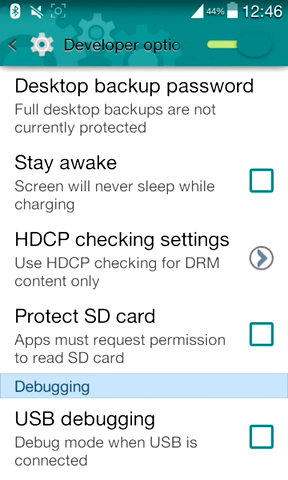 44% 12:46
Developer optic
Desktop backup password
Full desktop backups are not
currently protected
Stay awake
Screen will never sleep while
charging
HDCP checking settings
Use HDCP checking for DRM
content only
Protect SD card
Apps must request permission
to read SD card
Debugging
USB debugging
Debug mode when USB is
connected